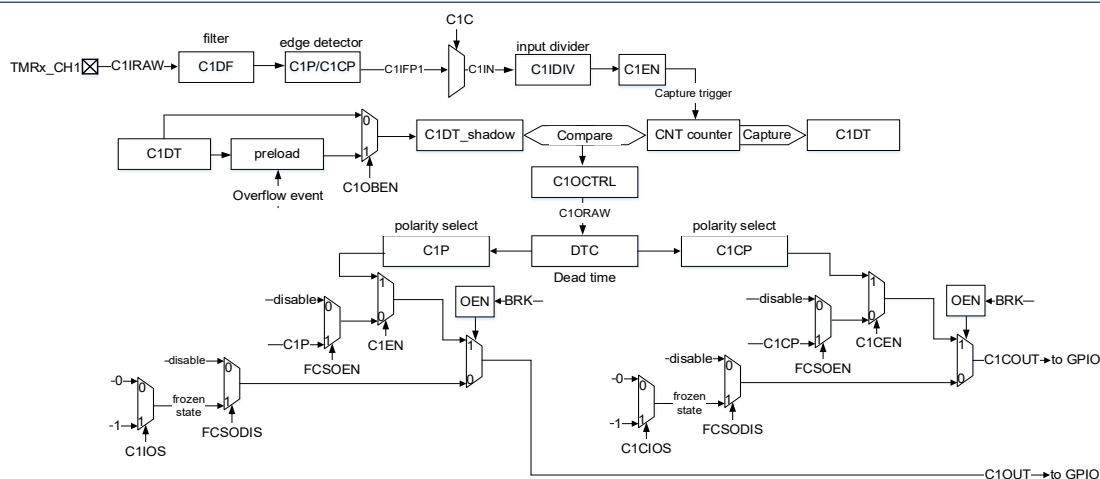 C1C
filter
edge detector
input divider
TMRx_CH1
C1IRAW
C1DF
C1P/C1CP
C1IFP1
C1IN
C1IDIV
C1EN
Capture trigger
0
C1DT
preload
1
C1DT_shadow
Compare
CNT counter
Capture
C1DT
Overflow event
C1OBEN
C1OCTRL
C1ORAW
polarity select
polarity select
C1P
DTC
C1CP
Dead time
1
OEN
BRK
disable
0
0
C1P
1
C1EN
FCSOEN
1
0
disable
0
0
0
1
1
frozen
state
1
C1IOS
FCSODIS
1
OEN
BRK
disable
0
0
C1CP
1
C1CEN
FCSOEN
1
0
C1COUT
to GPIO
disable
0
0
0
1
1
frozen
state
1
C1CIOS
FCSODIS
C1OUT
to GPIO